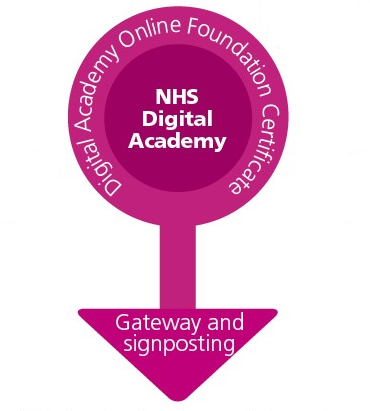 Digital Academy Online Foundation Certificate
NHS
Digital
Academy
Gateway and
signposting